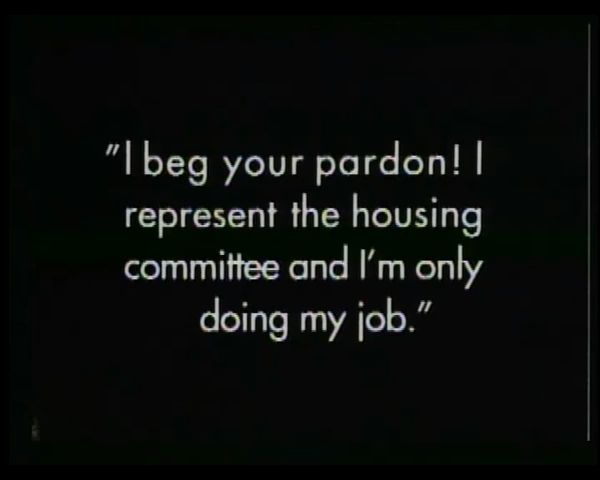 "I beg your pardon! I
represent the housing
committee and I'm only
doing my job."